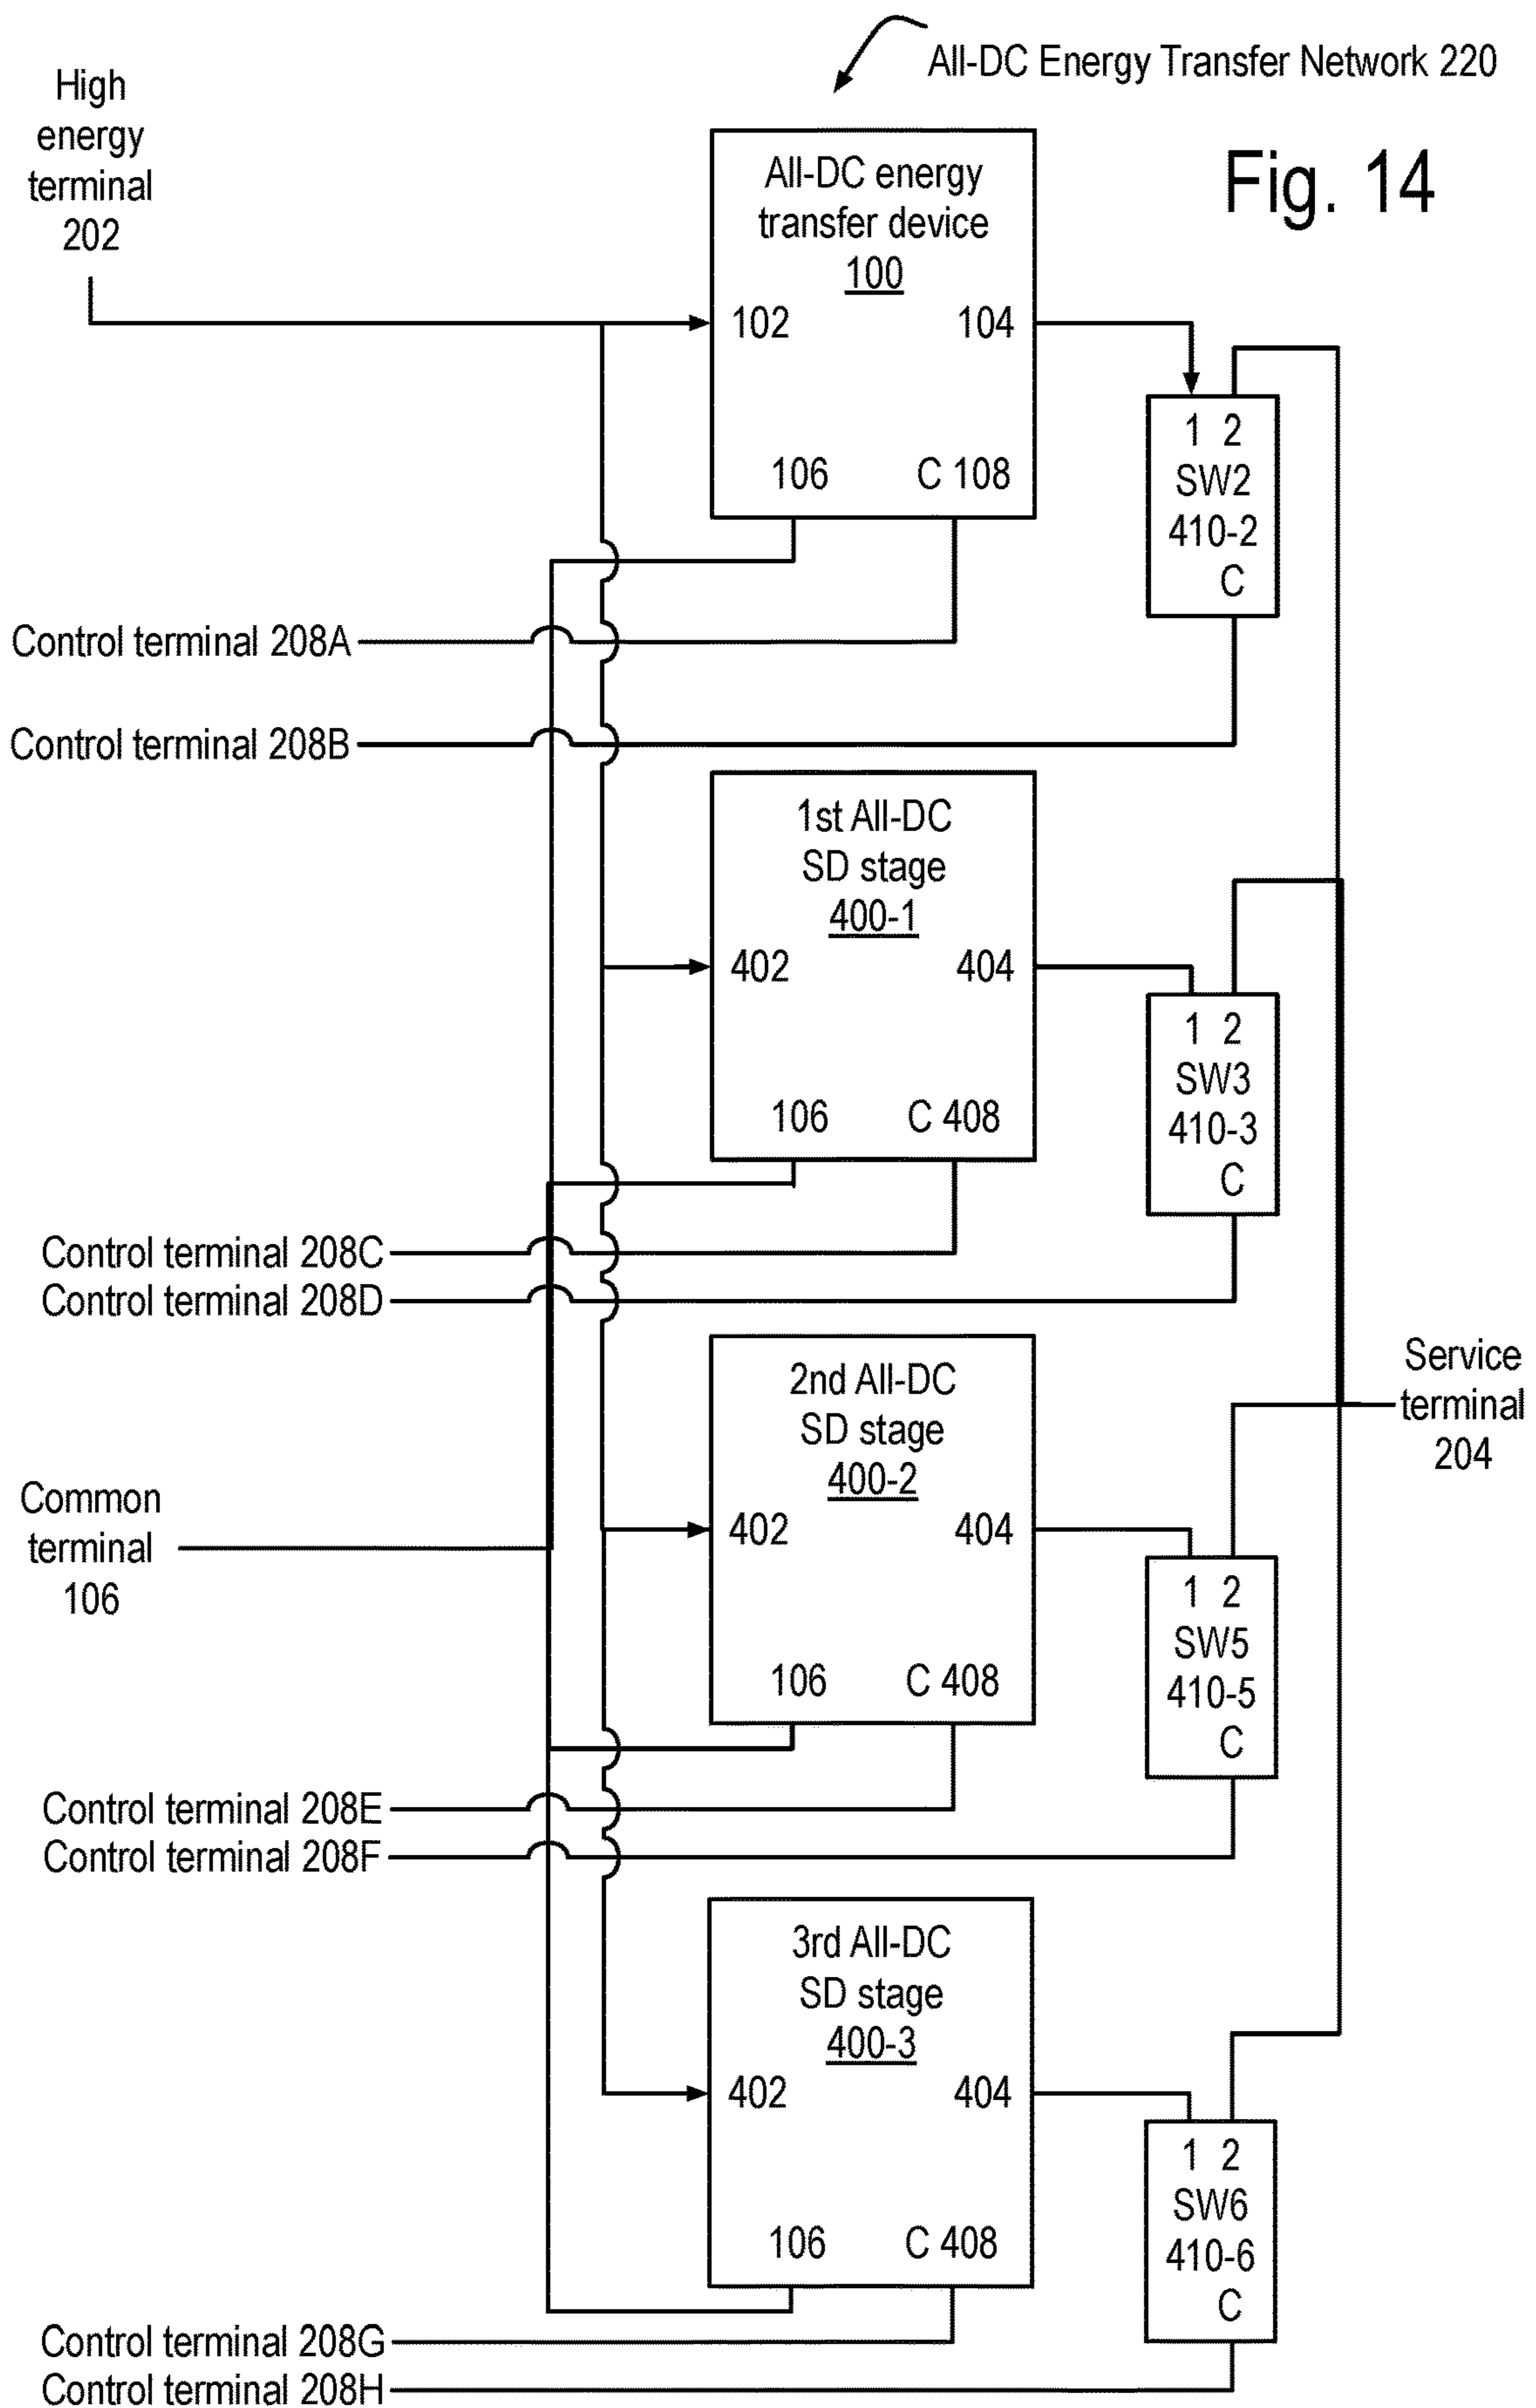 All-DC Energy Transfer Network 220
Fig. 14
High
energy
terminal
202
All-DC energy
transfer device
100
102
104
106
C 108
1 2
SW2
410-2
C
Control terminal 208A
Control terminal 208B
1st All-DC
SD stage
400-1
402
404
106
C 408
1 2
SW3
410-3
C
Control terminal 208C
Control terminal 208D
Service
terminal
204
2nd All-DC
SD stage
400-2
402
404
106
C 408
1 2
SW5
410-5
C
Common
terminal
106
Control terminal 208E
Control terminal 208F
3rd All-DC
SD stage
400-3
402
404
106
C 408
1 2
SW6
410-6
C
Control terminal 208G
Control terminal 208H